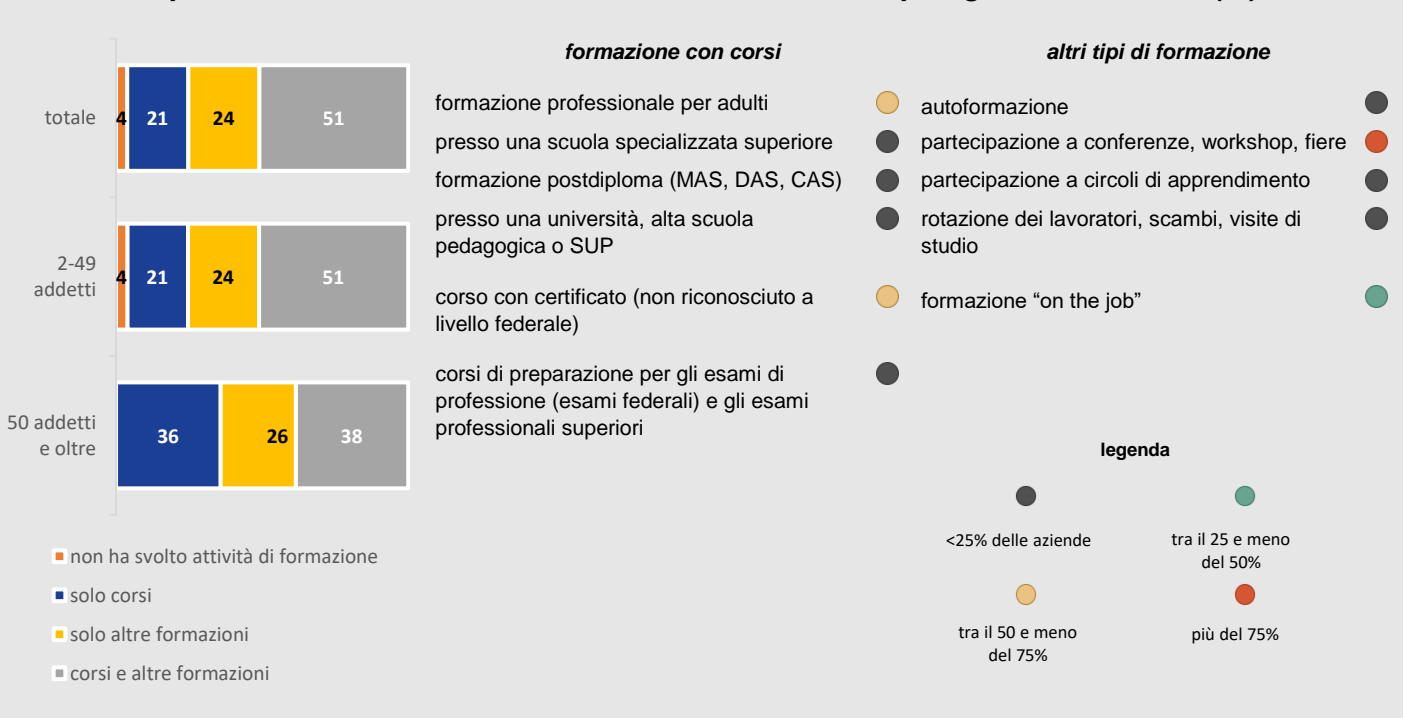 totale
4 21 24 51
2-49
addetti
4 21 24 51
50 addetti
e oltre
36 26 38
non ha svolto attività di formazione
solo corsi
solo altre formazioni
corsi e altre formazioni
formazione con corsi
formazione professionale per adulti
presso una scuola specializzata superiore
formazione postdiploma (MAS, DAS, CAS)
presso una università, alta scuola
pedagogica o SUP
corso con certificato (non riconosciuto a
livello federale)
corsi di preparazione per gli esami di
professione (esami federali) e gli esami
professionali superiori
altri tipi di formazione
autoformazione
partecipazione a conferenze, workshop, fiere
partecipazione a circoli di apprendimento
rotazione dei lavoratori, scambi, visite di
studio
formazione “on the job”
legenda
<25% delle aziende
tra il 25 e meno
del 50%
tra il 50 e meno
del 75%
più del 75%